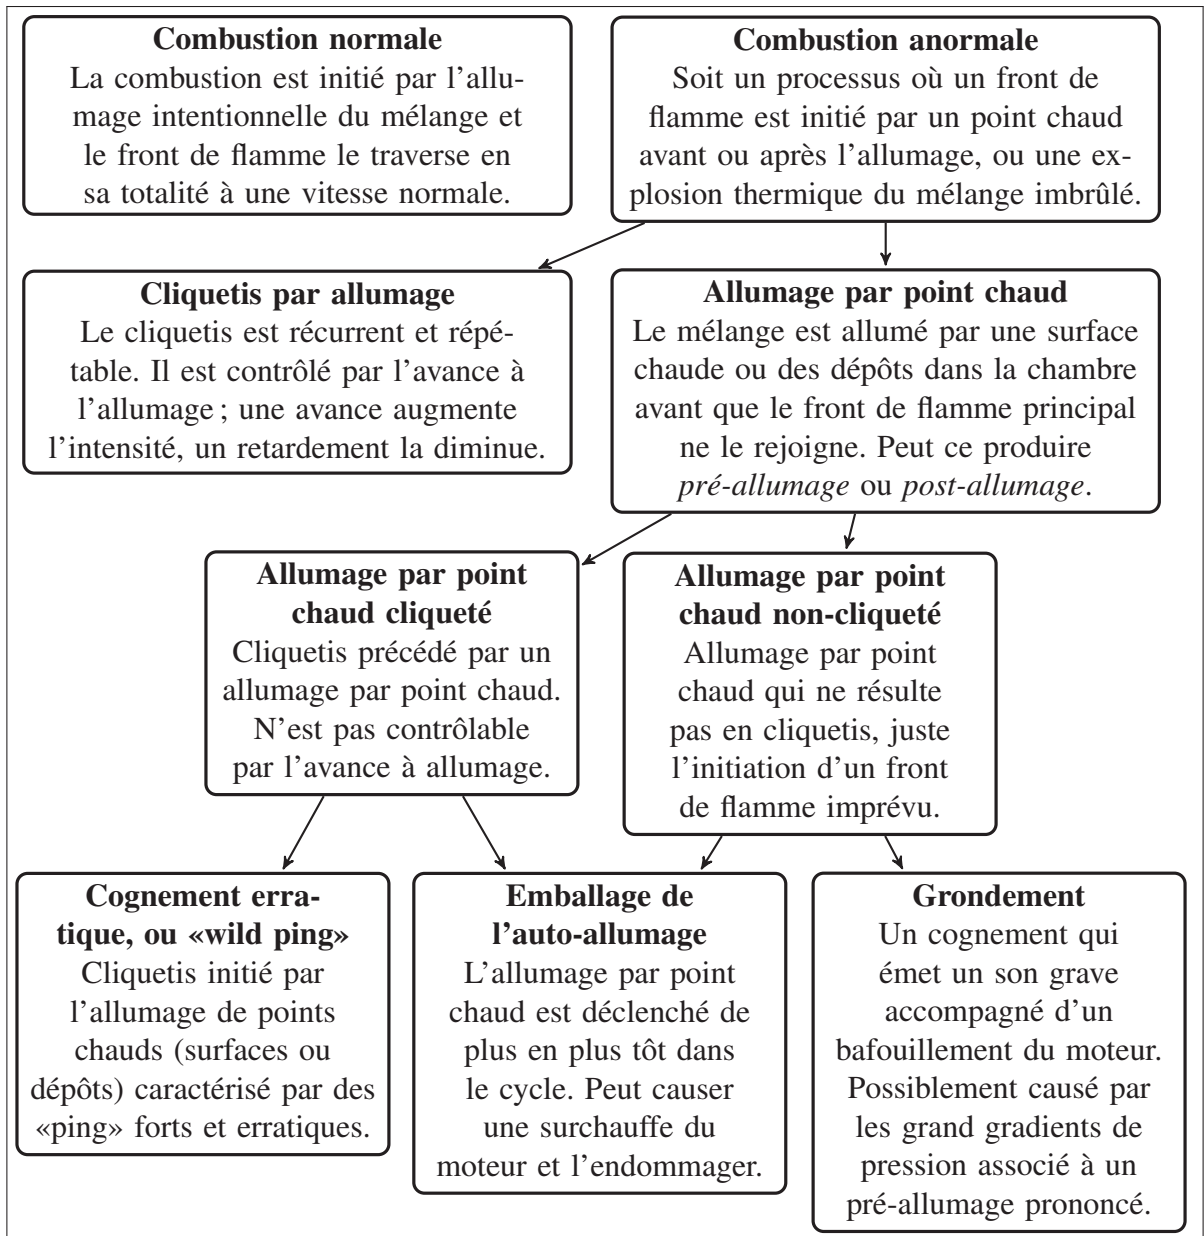 Combustion normale
La combustion est initié par l'allu-
mage intentionnelle du mélange et
le front de flamme le traverse en
sa totalité à une vitesse normale.
Combustion anormale
Soit un processus où un front de
flamme est initié par un point chaud
avant ou après l'allumage, ou une ex-
plosion thermique du mélange imbrûlé.
Cliquetis par allumage
Le cliquetis est récurrent et répé-
table. Il est contrôlé par l'avance à
l'allumage ; une avance augmente
l'intensité, un retardement la diminue.
Allumage par point chaud
Le mélange est allumé par une surface
chaude ou des dépôts dans la chambre
avant que le front de flamme principal
ne le rejoigne. Peut ce produire
pré-allumage ou post-allumage.
Allumage par point
chaud cliqueté
Cliquetis précédé par un
allumage par point chaud.
N'est pas contrôlable
par l'avance à allumage.
Allumage par point
chaud non-cliqueté
Allumage par point
chaud qui ne résulte
pas en cliquetis, juste
l'initiation d'un front
de flamme imprévu.
Cognement erra-
tique, ou «wild ping»
Cliquetis initié par
l'allumage de points
chauds (surfaces ou
dépôts) caractérisé par des
«ping» forts et erratiques.
Emballage de
l'auto-allumage
L'allumage par point
chaud est déclenché de
plus en plus tôt dans
le cycle. Peut causer
une surchauffe du
moteur et l'endommager.
Grondement
Un cognement qui
émet un son grave
accompagné d'un
bafouillement du moteur.
Possiblement causé par
les grand gradients de
pression associé à un
pré-allumage prononcé.